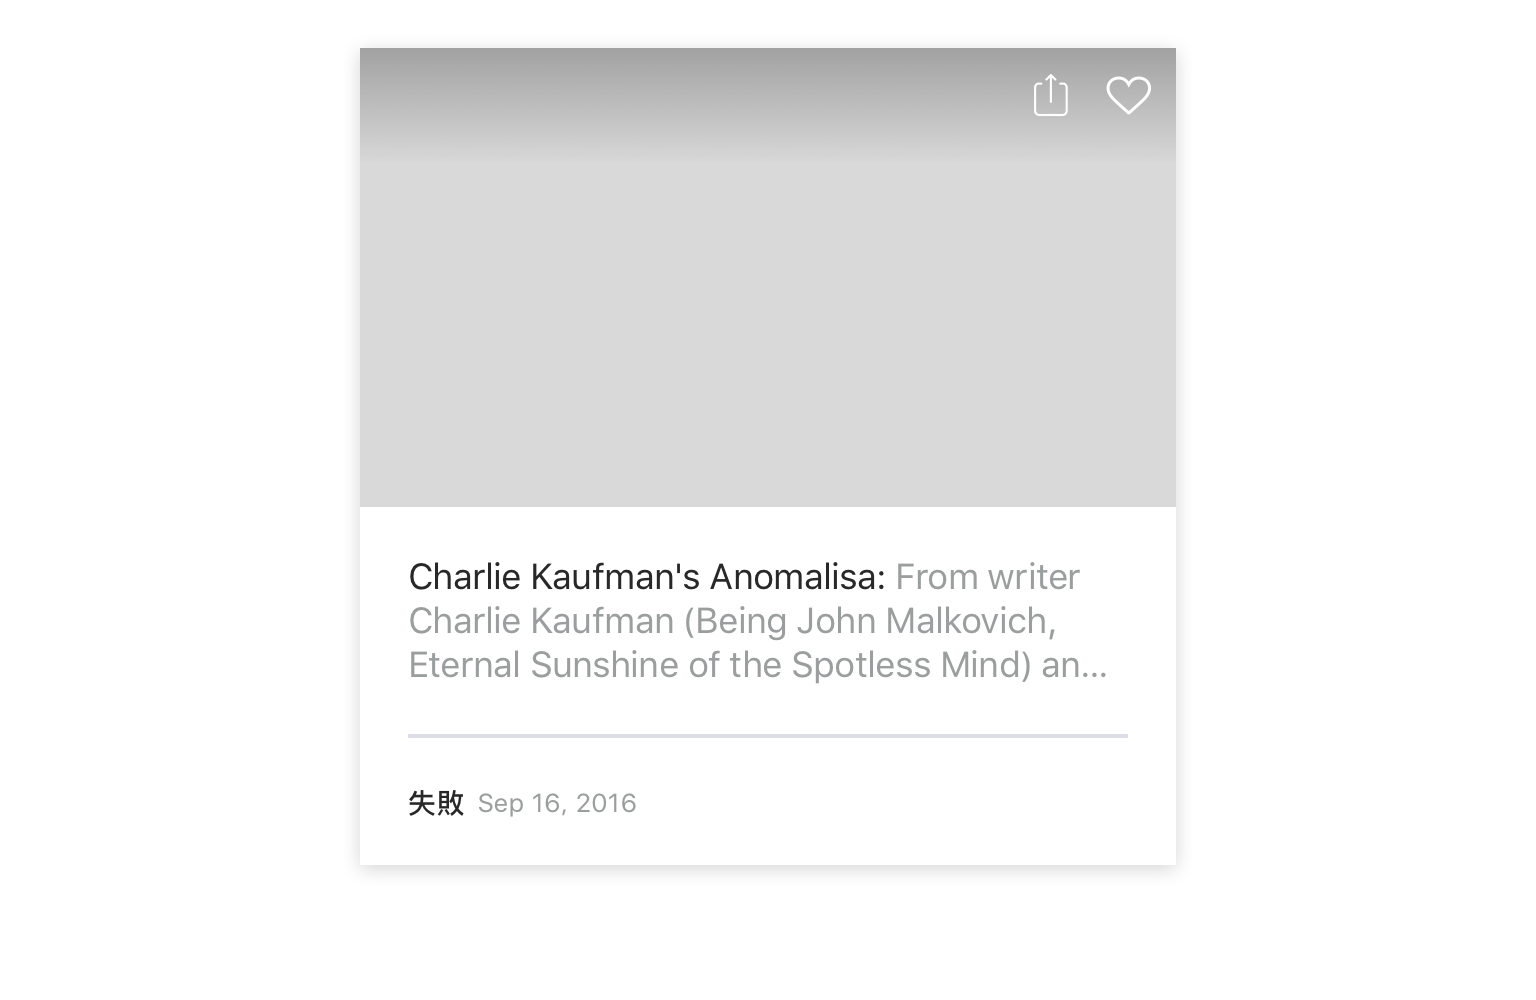 Charlie Kaufman's Anomalisa: From writer
Charlie Kaufman (Being John Malkovich,
Eternal Sunshine of the Spotless Mind) an...
失敗 Sep 16, 2016